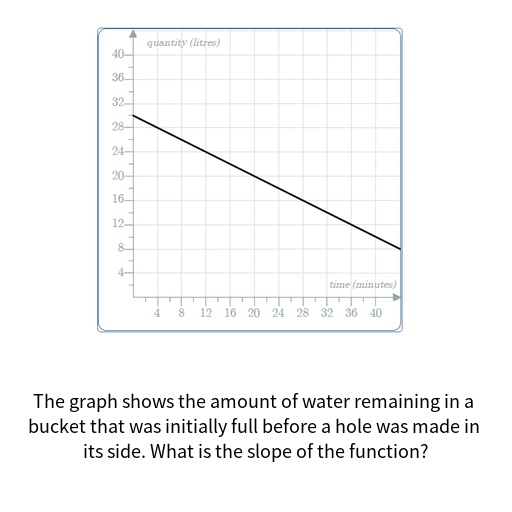 quantity (litres)
40
36
32
28
24
20
16
12
8
4
time (minutes)
4 8 12 16 20 24 28 32 36 40
The graph shows the amount of water remaining in a
bucket that was initially full before a hole was made in
its side. What is the slope of the function?